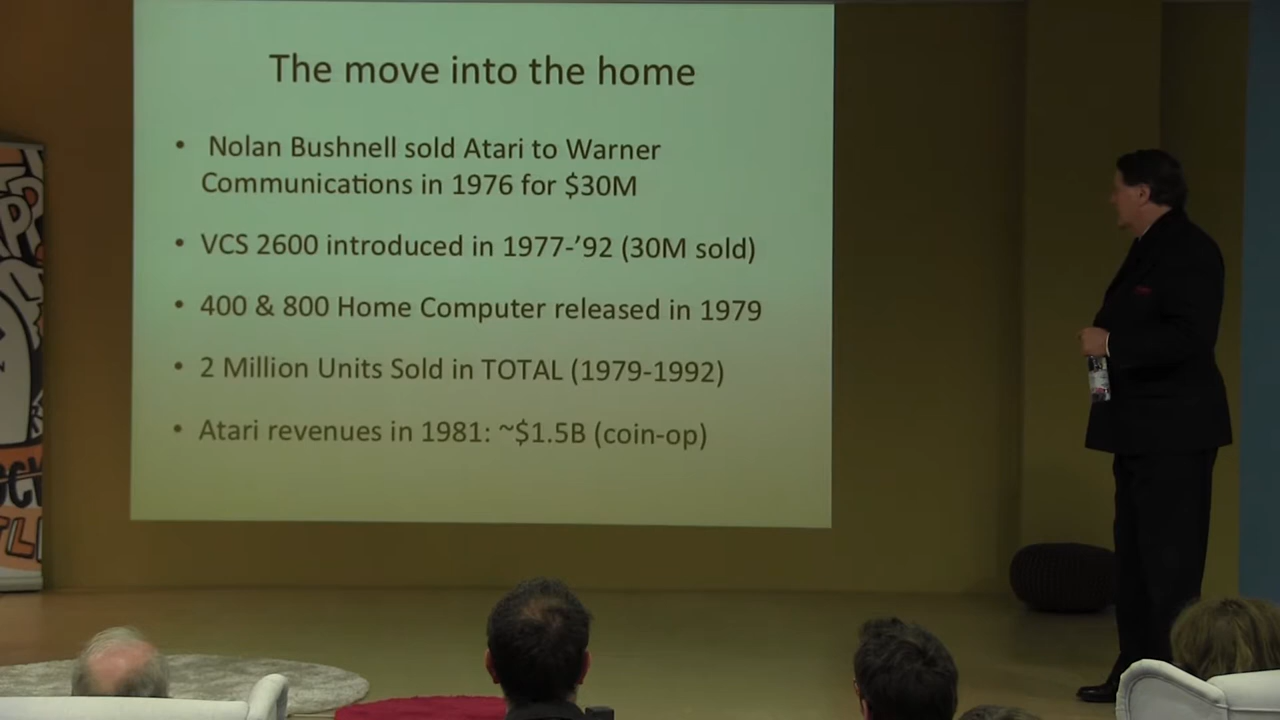 The move into the home
• Nolan Bushnell sold Atari to Warner
Communications in 1976 for $30M
• VCS 2600 introduced in 1977-’92 (30M sold)
• 400 & 800 Home Computer released in 1979
• 2 Million Units Sold in TOTAL (1979-1992)
• Atari revenues in 1981: ~$1.5B (coin-op)